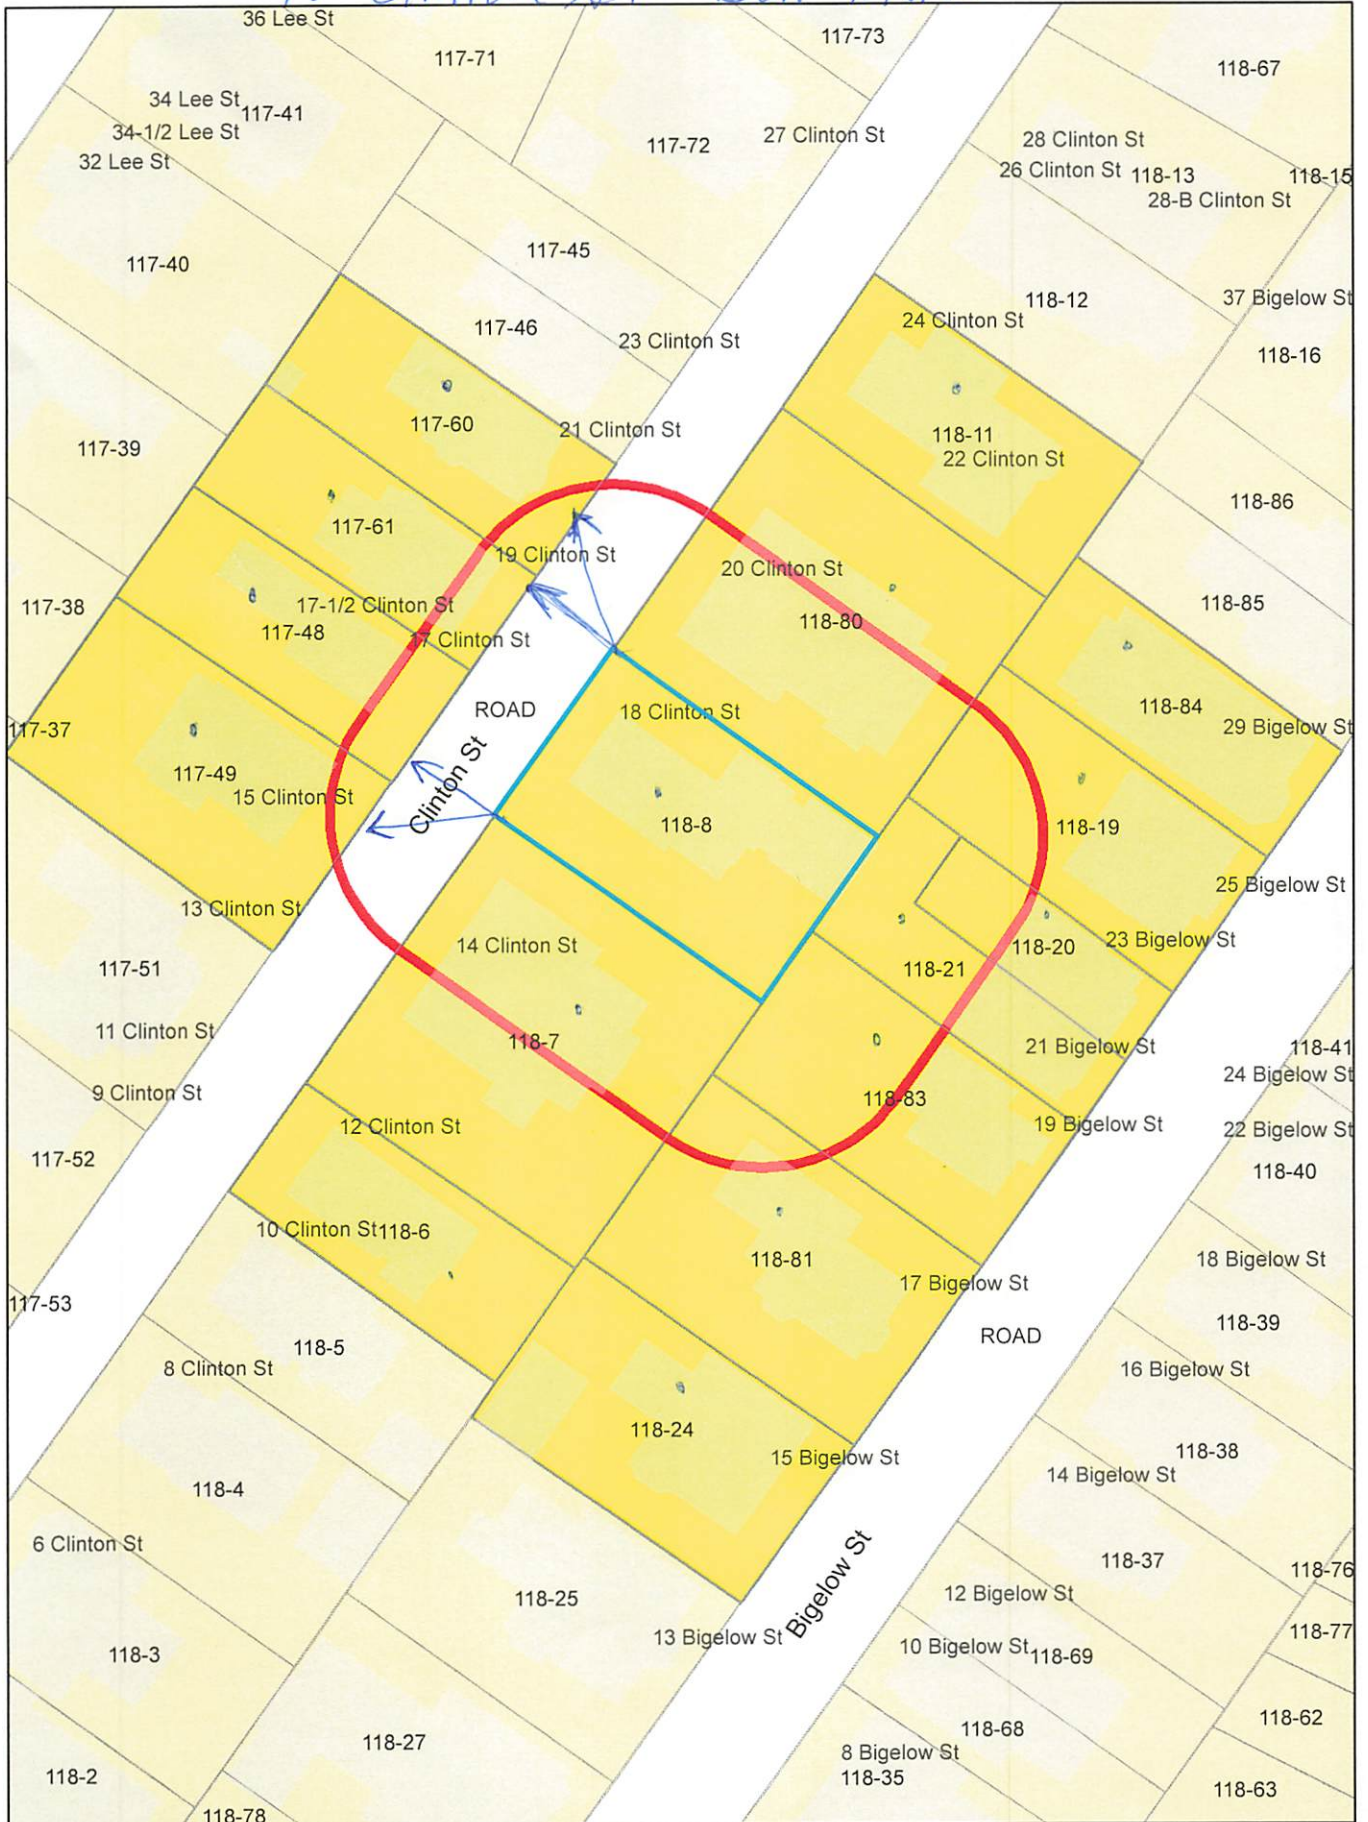 36 Lee St
117-71
117-73
118-67
34 Lee St
117-41
34-1/2 Lee St
32 Lee St
117-72
27 Clinton St
28 Clinton St
26 Clinton St
118-13
118-15
28-B Clinton St
117-40
117-45
117-46
23 Clinton St
118-12
24 Clinton St
37 Bigelow St
118-16
117-39
117-60
21 Clinton St
118-11
22 Clinton St
118-86
117-61
19 Clinton St
20 Clinton St
118-80
118-85
117-38
17-1/2 Clinton St
117-48
17 Clinton St
ROAD
18 Clinton St
118-84
29 Bigelow St
117-37
117-49
15 Clinton St
Clinton St
118-8
118-19
25 Bigelow St
13 Clinton St
14 Clinton St
118-21
118-20
23 Bigelow St
117-51
11 Clinton St
118-7
21 Bigelow St
118-41
24 Bigelow St
9 Clinton St
118-83
12 Clinton St
19 Bigelow St
22 Bigelow St
117-52
118-40
10 Clinton St
118-6
118-81
18 Bigelow St
17 Bigelow St
117-53
118-5
ROAD
118-39
8 Clinton St
16 Bigelow St
118-24
15 Bigelow St
118-38
14 Bigelow St
118-4
6 Clinton St
Bigelow St
118-37
118-76
118-25
12 Bigelow St
118-3
13 Bigelow St
10 Bigelow St
118-69
118-77
118-27
118-68
118-62
118-2
8 Bigelow St
118-35
118-63
118-78